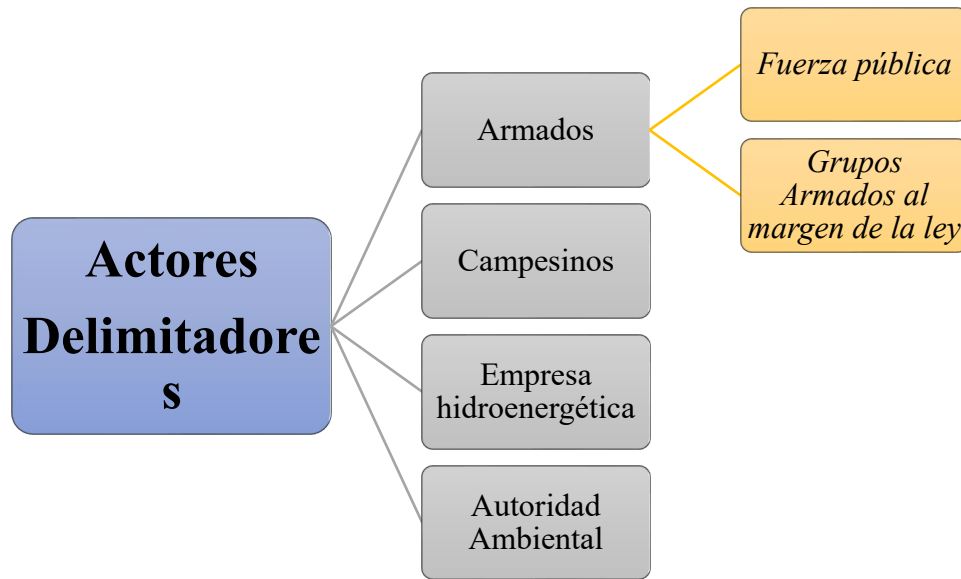 Actores
Delimitadore
s
Armados
Fuerza pública
Grupos
Armados al
margen de la ley
Campesinos
Empresa
hidroenergética
Autoridad
Ambiental